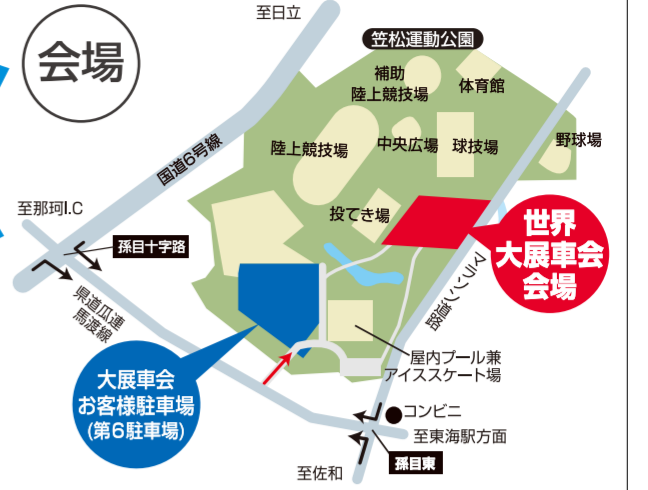 会場
至日立
笠松運動公園
補助
陸上競技場
体育館
国道6号線
陸上競技場
中央広場
球技場
野球場
至那珂I.C
投てき場
孫目十字路
世界
大展車会
会場
マラソン道路
県道瓜連
馬渡線
屋内プール兼
アイススケート場
大展車会
お客様駐車場
(第6駐車場)
コンビニ
至東海駅方面
孫目東
至佐和